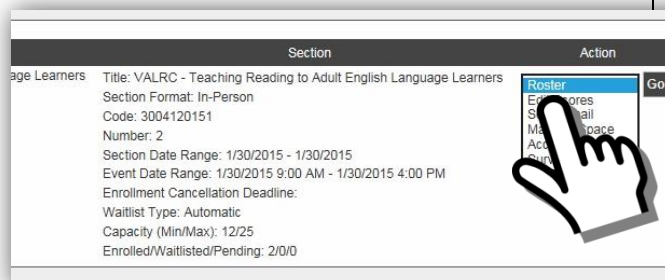 Section Action
age Learners Title: VALRC - Teaching Reading to Adult English Language Learners Roster Go
Section Format: In-Person
Code: 3004120151
Number: 2
Section Date Range: 1/30/2015 - 1/30/2015
Event Date Range: 1/30/2015 9:00 AM - 1/30/2015 4:00 PM
Enrollment Cancellation Deadline:
Waitlist Type: Automatic
Capacity (Min/Max): 12/25
Enrolled/Waitlisted/Pending: 2/0/0